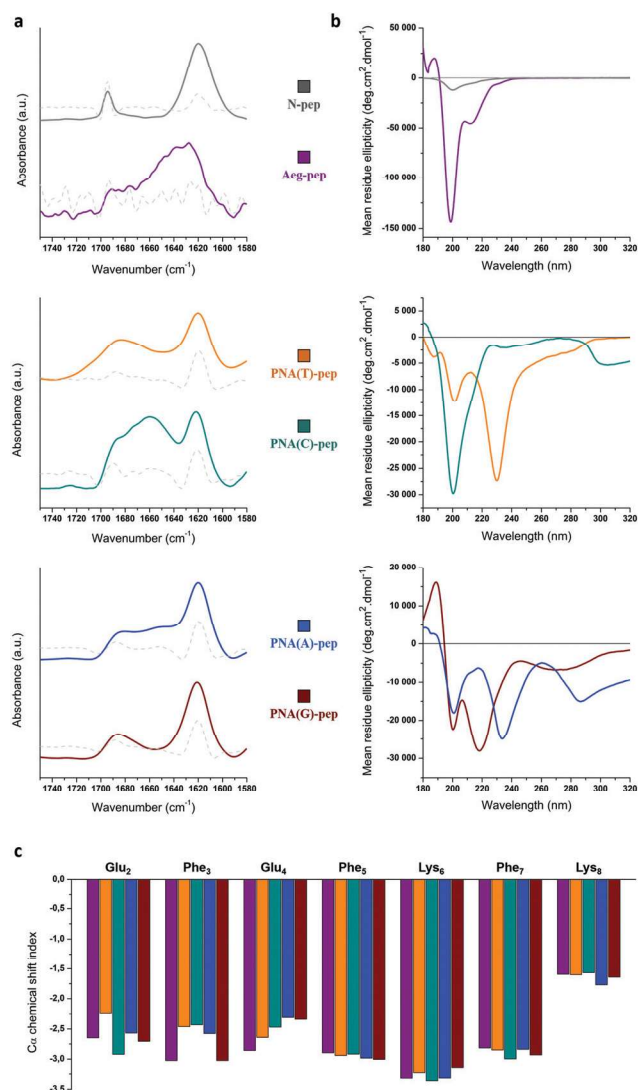 a
Absorbance (a.u.)
1740 1720 1700 1680 1660 1640 1620 1600 1580
Wavenumber (cm⁻¹)
N-pep
Aeg-pep
b
Mean residue ellipticity (deg.cm².dmol⁻¹)
50 000
0
-50 000
-100 000
-150 000
180 200 220 240 260 280 300 320
Wavelength (nm)
Absorbance (a.u.)
1740 1720 1700 1680 1660 1640 1620 1600 1580
Wavenumber (cm⁻¹)
PNA(T)-pep
PNA(C)-pep
Mean residue ellipticity (deg.cm².dmol⁻¹)
5 000
0
-5 000
-10 000
-15 000
-20 000
-25 000
-30 000
180 200 220 240 260 280 300 320
Wavelength (nm)
Absorbance (a.u.)
1740 1720 1700 1680 1660 1640 1620 1600 1580
Wavenumber (cm⁻¹)
PNA(A)-pep
PNA(G)-pep
Mean residue ellipticity (deg.cm².dmol⁻¹)
20 000
10 000
0
-10 000
-20 000
-30 000
180 200 220 240 260 280 300 320
Wavelength (nm)
c
Glu₂ Phe₃ Glu₄ Phe₅ Lys₆ Phe₇ Lys₈
Cα chemical shift index
0,0
-0,5
-1,0
-1,5
-2,0
-2,5
-3,0
-3,5